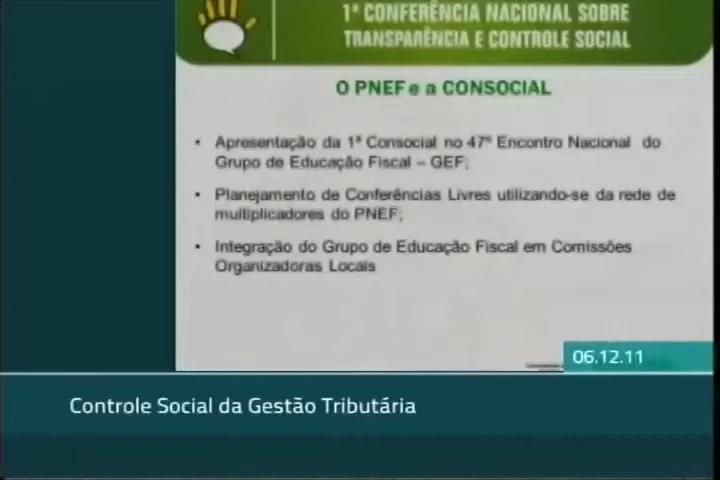 1ª CONFERÊNCIA NACIONAL SOBRE
TRANSPARÊNCIA E CONTROLE SOCIAL
O PNEF e a CONSOCIAL
• Apresentação da 1ª Consocial no 47º Encontro Nacional do
Grupo de Educação Fiscal – GEF;
• Planejamento de Conferências Livres utilizando-se da rede de
multiplicadores do PNEF;
• Integração do Grupo de Educação Fiscal em Comissões
Organizadoras Locais
06.12.11
Controle Social da Gestão Tributária